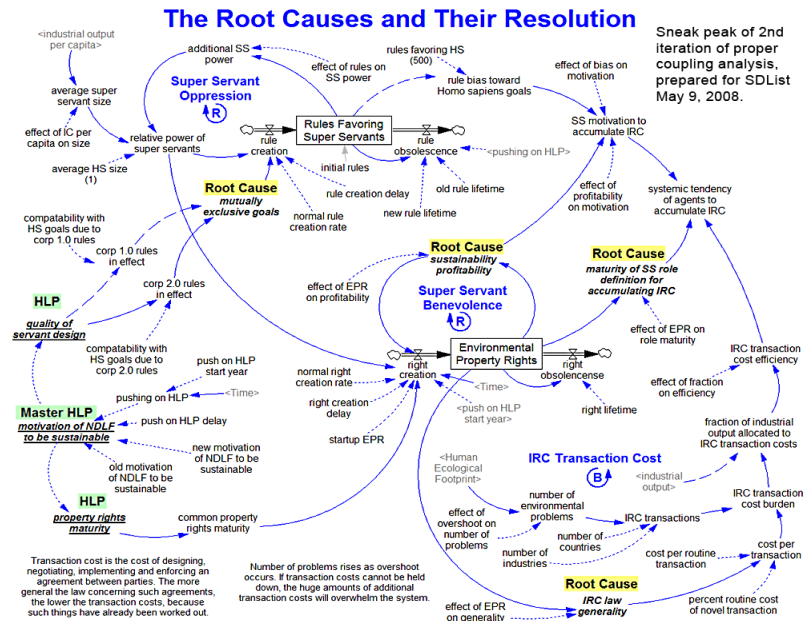 The Root Causes and Their Resolution
Sneak peak of 2nd
iteration of proper
coupling analysis,
prepared for SDList
May 9, 2008.
<industrial output
per capita>
additional SS
power
effect of rules on
SS power
rules favoring HS
(500)
rule bias toward
Homo sapiens goals
effect of bias on
motivation
average super
servant size
Super Servant
Oppression
R
effect of IC per
capita on size
relative power of
super servants
rule
creation
Rules Favoring
Super Servants
rule
obsolescence
SS motivation to
accumulate IRC
<pushing on HLP>
average HS size
(1)
initial rules
Root Cause
mutually
exclusive goals
rule creation delay
old rule lifetime
normal rule
creation rate
new rule lifetime
effect of
profitability
on motivation
systemic tendency
of agents to
accumulate IRC
compatability with
HS goals due to
corp 1.0 rules
corp 1.0 rules
in effect
Root Cause
sustainability
profitability
Root Cause
maturity of SS role
definition for
accumulating IRC
effect of EPR
on profitability
corp 2.0 rules
in effect
Super Servant
Benevolence
R
HLP
quality of
servant design
effect of EPR on
role maturity
compatability with
HS goals due to
corp 2.0 rules
Environmental
Property Rights
right
creation
right
obsolescense
IRC transaction
cost efficiency
push on HLP
start year
normal right
creation rate
<Time>
pushing on HLP
<Time>
right creation
delay
<push on HLP
start year>
right lifetime
effect of fraction
on efficiency
Master HLP
motivation of NDLF
to be sustainable
push on HLP delay
startup EPR
fraction of industrial
output allocated to
IRC transaction costs
new motivation
of NDLF to be
sustainable
old motivation
of NDLF to be
sustainable
<Human
Ecological
Footprint>
IRC Transaction Cost
B
<industrial
output>
HLP
property rights
maturity
common property
rights maturity
effect of
overshoot on
number of
problems
number of
environmental
problems
IRC transactions
IRC transaction
cost burden
number of
countries
number of
industries
cost per routine
transaction
cost per
transaction
Transaction cost is the cost of designing,
negotiating, implementing and enforcing an
agreement between parties. The more
general the law concerning such agreements,
the lower the transaction costs, because
such things have already been worked out.
Number of problems rises as overshoot
occurs. If transaction costs cannot be held
down, the huge amounts of additional
transaction costs will overwhelm the system.
Root Cause
IRC law
generality
effect of EPR
on generality
percent routine cost
of novel transaction